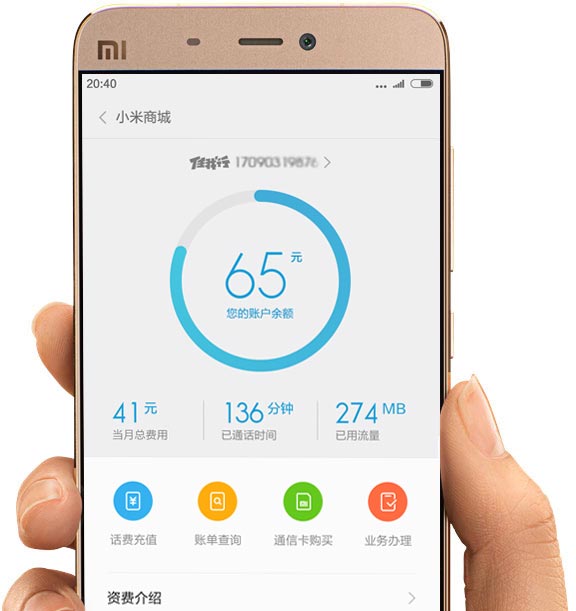 MI
20:40
小米商城
任我行
65 元
您的账户余额
41 元 136 分钟 274 MB
当月总费用 已通话时间 已用流量
话费充值 账单查询 通信卡购买 业务办理
资费介绍